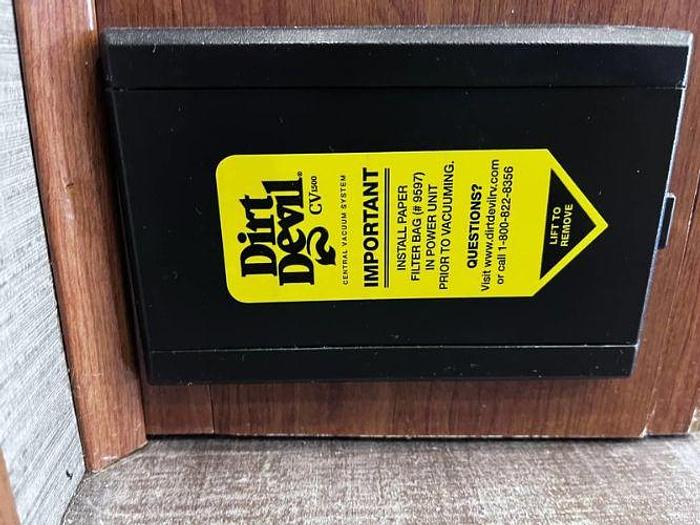 Dirt
Devil®
CV1500
CENTRAL VACUUM SYSTEM
IMPORTANT
INSTALL PAPER
FILTER BAG (# 9597)
IN POWER UNIT
PRIOR TO VACUUMING.
QUESTIONS?
Visit www.dirtdevilrv.com
or call 1-800-822-8356
LIFT TO
REMOVE